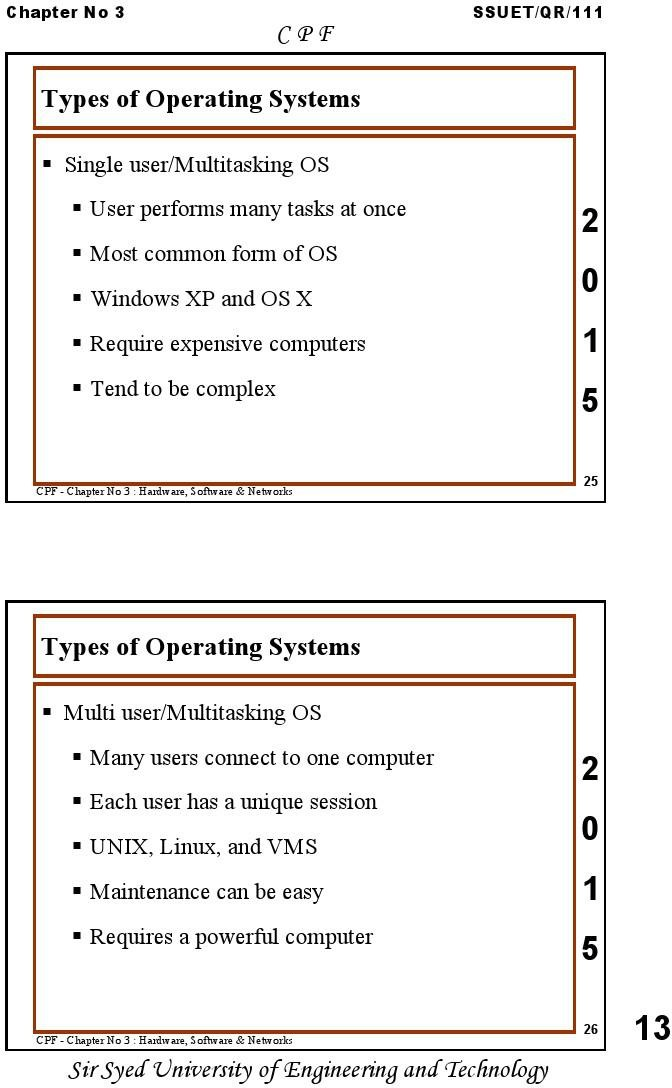 Chapter No 3 SSUET/QR/111
C P F
Types of Operating Systems
▪ Single user/Multitasking OS
▪ User performs many tasks at once
▪ Most common form of OS
▪ Windows XP and OS X
▪ Require expensive computers
▪ Tend to be complex
2
0
1
5
25
CPF - Chapter No 3 : Hardware, Software & Networks
Types of Operating Systems
▪ Multi user/Multitasking OS
▪ Many users connect to one computer
▪ Each user has a unique session
▪ UNIX, Linux, and VMS
▪ Maintenance can be easy
▪ Requires a powerful computer
2
0
1
5
26
CPF - Chapter No 3 : Hardware, Software & Networks
13
Sir Syed University of Engineering and Technology